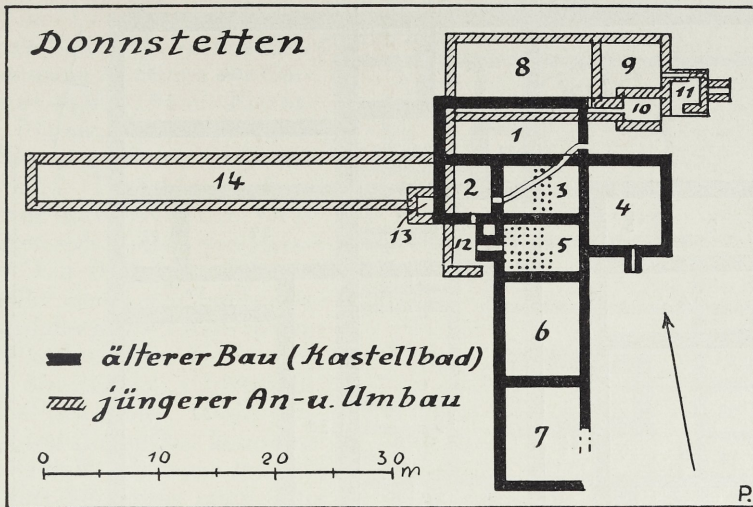 Donnstetten
8 9
11
10
1
14 2 3 4
13 12 5
6
älterer Bau (Kastellbad)
jüngerer An- u. Umbau
7
0 10 20 30 m
P.